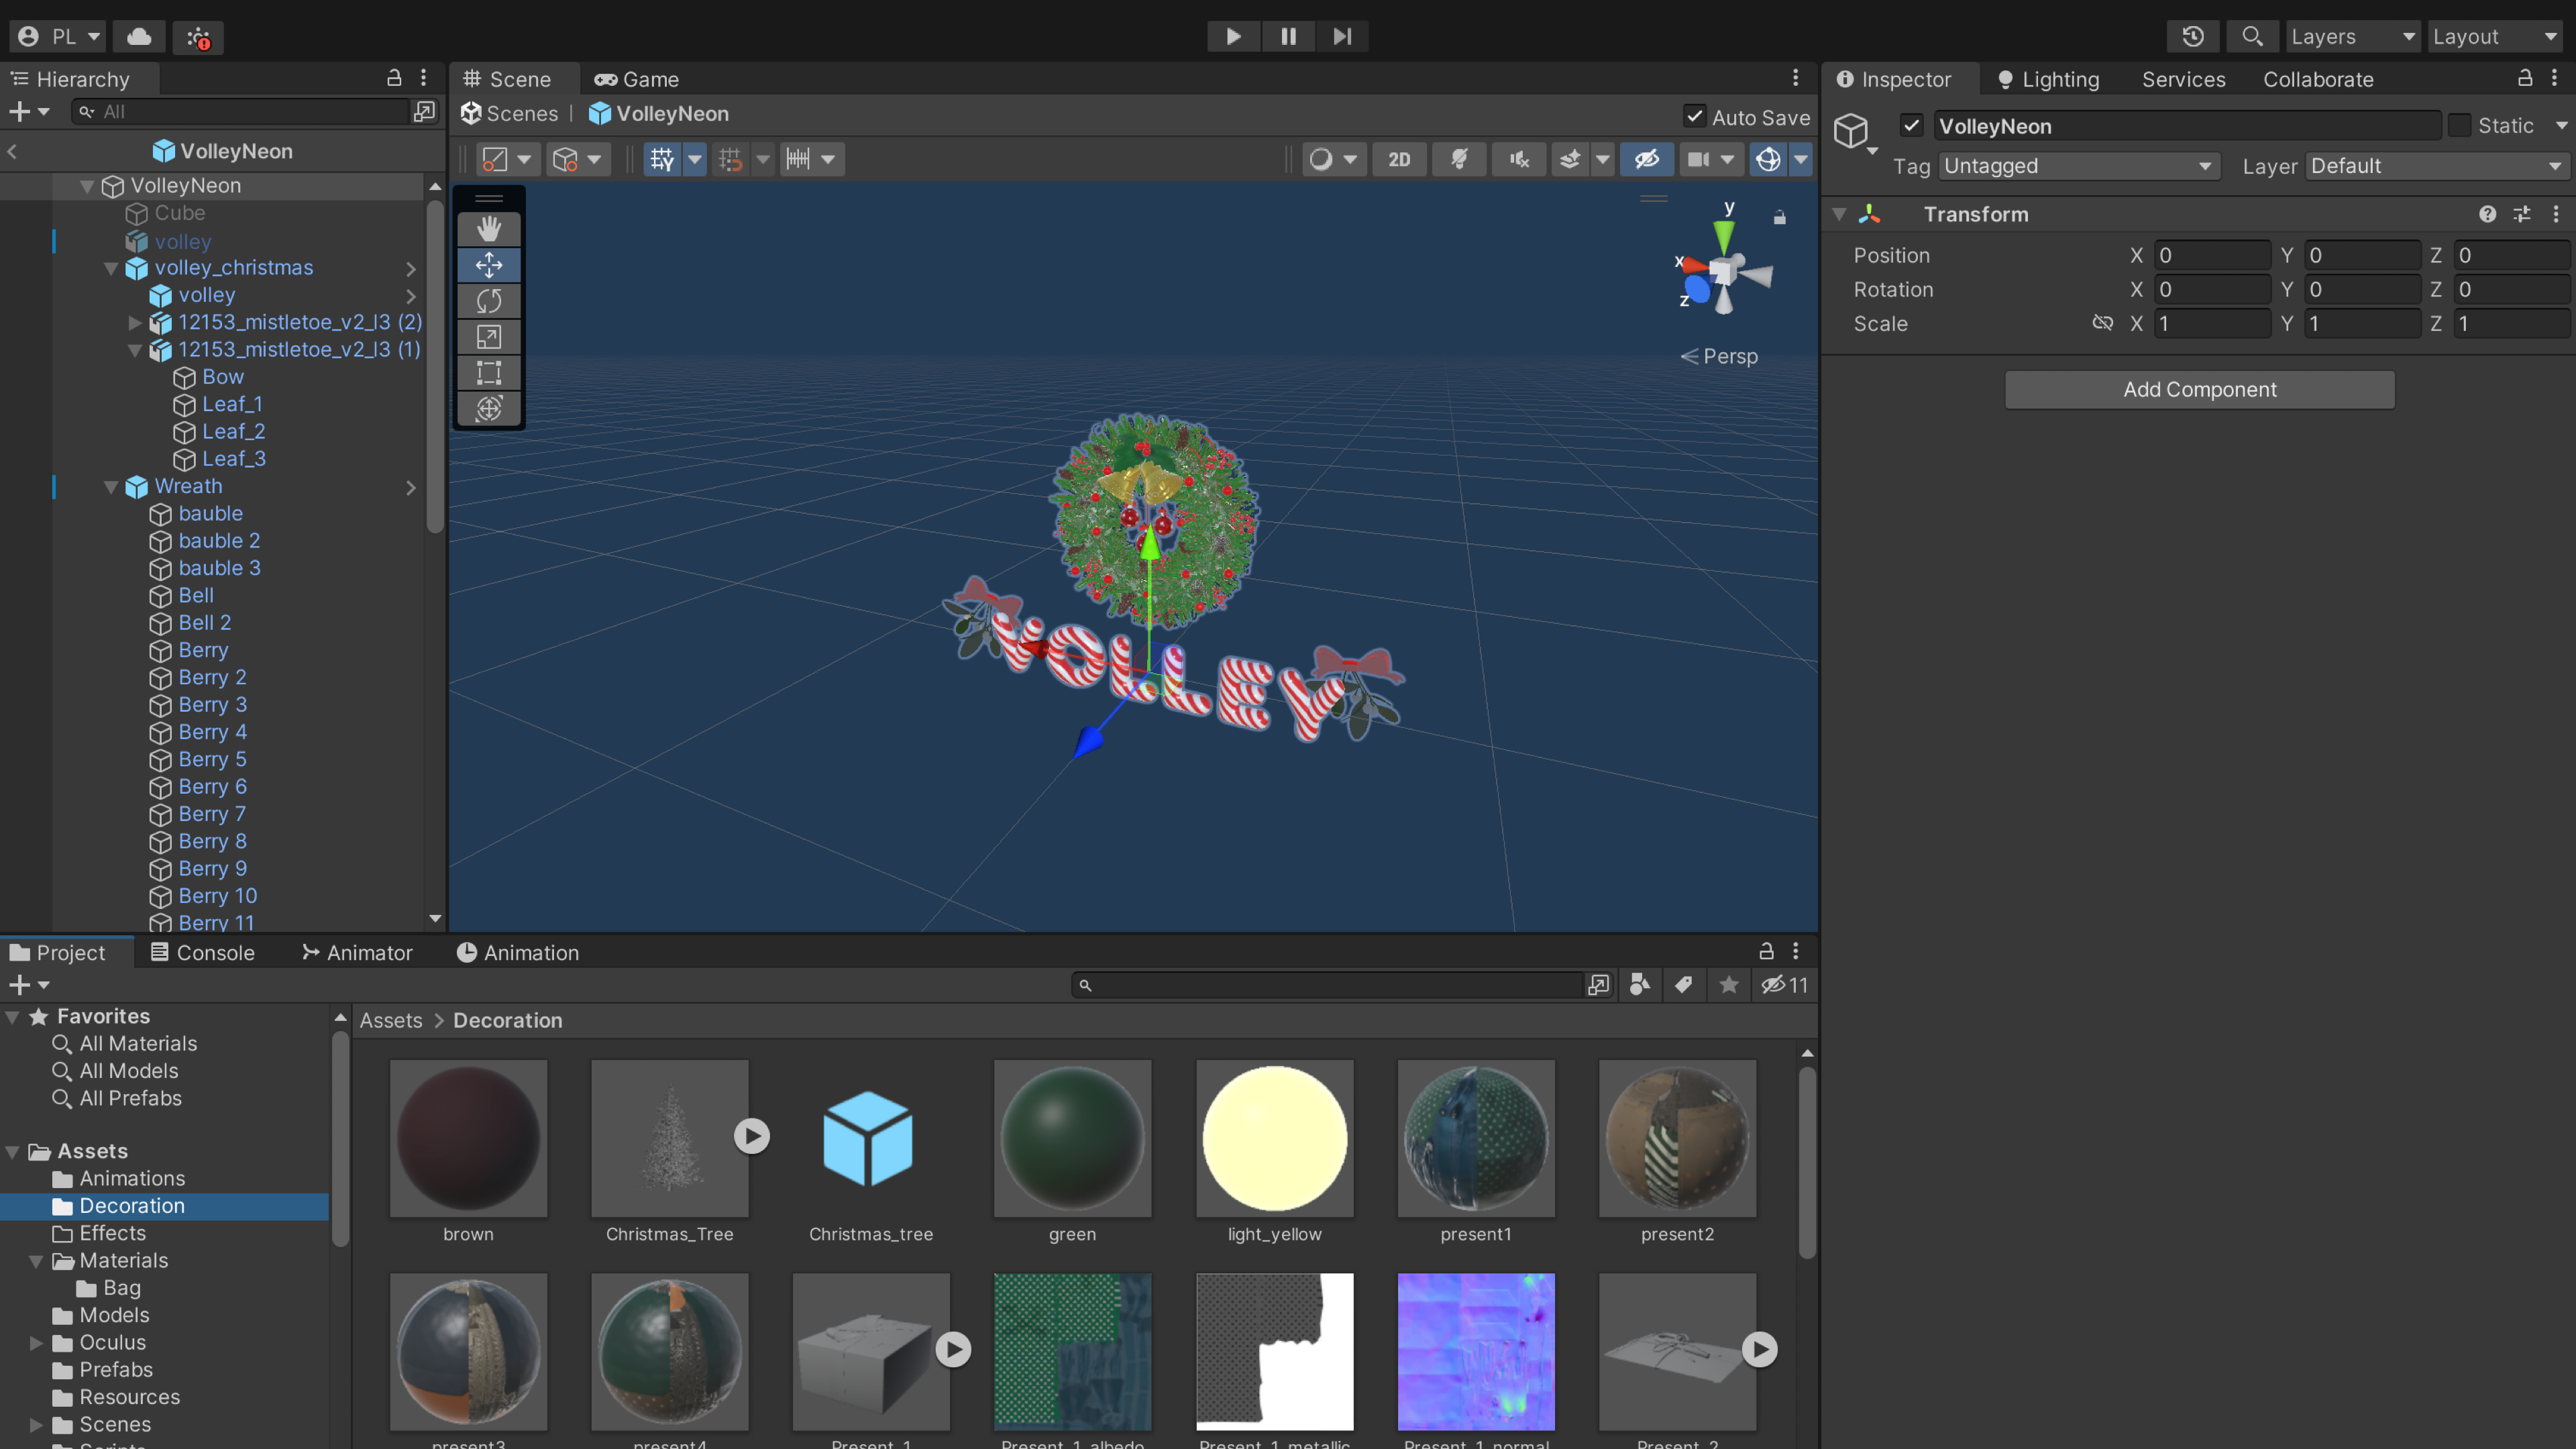 PL
Layers
Layout
Hierarchy
All
VolleyNeon
VolleyNeon
Cube
volley
volley_christmas
volley
12153_mistletoe_v2_l3 (2)
12153_mistletoe_v2_l3 (1)
Bow
Leaf_1
Leaf_2
Leaf_3
Wreath
bauble
bauble 2
bauble 3
Bell
Bell 2
Berry
Berry 2
Berry 3
Berry 4
Berry 5
Berry 6
Berry 7
Berry 8
Berry 9
Berry 10
Berry 11
Scene
Game
Scenes | VolleyNeon
Auto Save
2D
y
x
z
Persp
VOLLEY
Inspector
Lighting
Services
Collaborate
VolleyNeon
Static
Tag Untagged
Layer Default
Transform
Position X 0 Y 0 Z 0
Rotation X 0 Y 0 Z 0
Scale X 1 Y 1 Z 1
Add Component
Project
Console
Animator
Animation
11
Favorites
All Materials
All Models
All Prefabs
Assets
Animations
Decoration
Effects
Materials
Bag
Models
Oculus
Prefabs
Resources
Scenes
Assets > Decoration
brown
Christmas_Tree
Christmas_tree
green
light_yellow
present1
present2
present3
present4
Present_1
Present_1_albedo
Present_1_metallic
Present_1_normal
Present_2